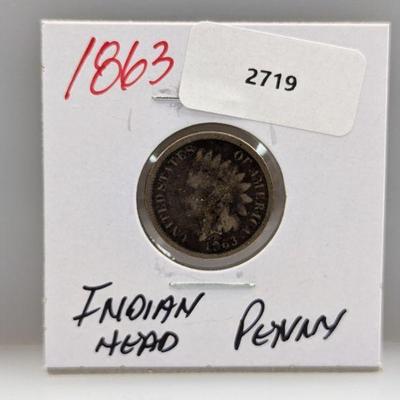 1863
2719
UNITED STATES OF AMERICA
1863
INDIAN HEAD PENNY